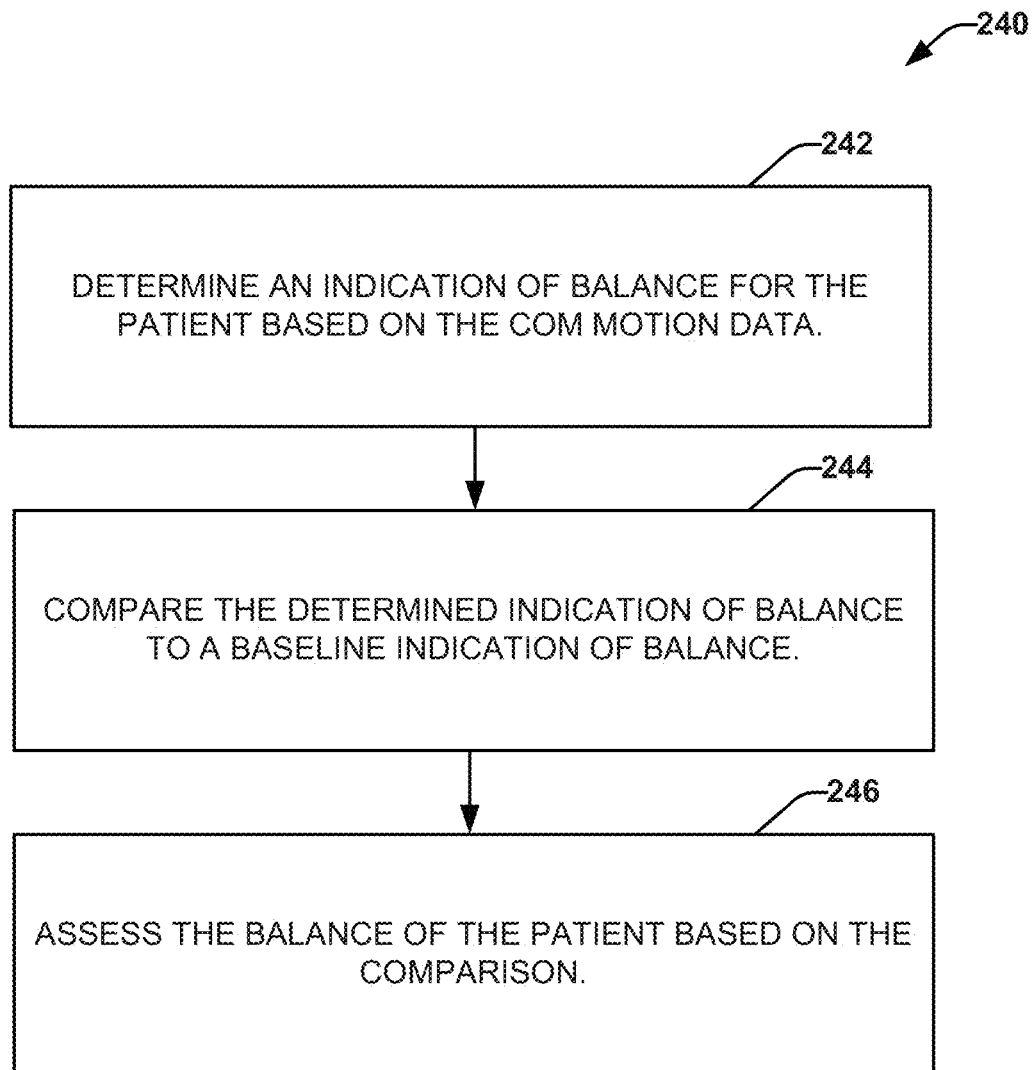 240
242
DETERMINE AN INDICATION OF BALANCE FOR THE
PATIENT BASED ON THE COM MOTION DATA.
244
COMPARE THE DETERMINED INDICATION OF BALANCE
TO A BASELINE INDICATION OF BALANCE.
246
ASSESS THE BALANCE OF THE PATIENT BASED ON THE
COMPARISON.